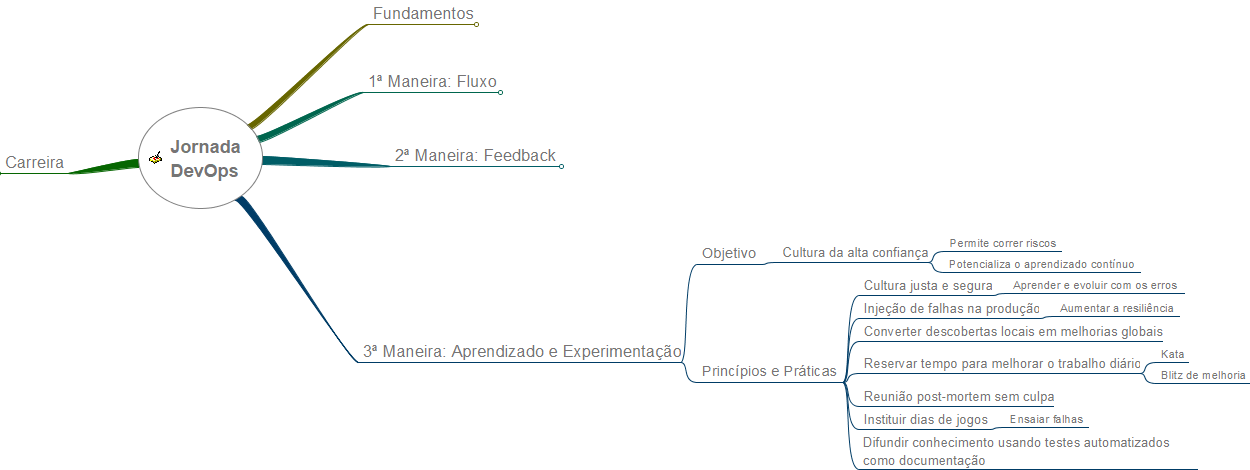 Fundamentos
1ª Maneira: Fluxo
Jornada
DevOps
2ª Maneira: Feedback
Carreira
3ª Maneira: Aprendizado e Experimentação
Objetivo
Cultura da alta confiança
Permite correr riscos
Potencializa o aprendizado contínuo
Princípios e Práticas
Cultura justa e segura
Aprender e evoluir com os erros
Injeção de falhas na produção
Aumentar a resiliência
Converter descobertas locais em melhorias globais
Reservar tempo para melhorar o trabalho diário
Kata
Blitz de melhoria
Reunião post-mortem sem culpa
Instituir dias de jogos
Ensaiar falhas
Difundir conhecimento usando testes automatizados
como documentação